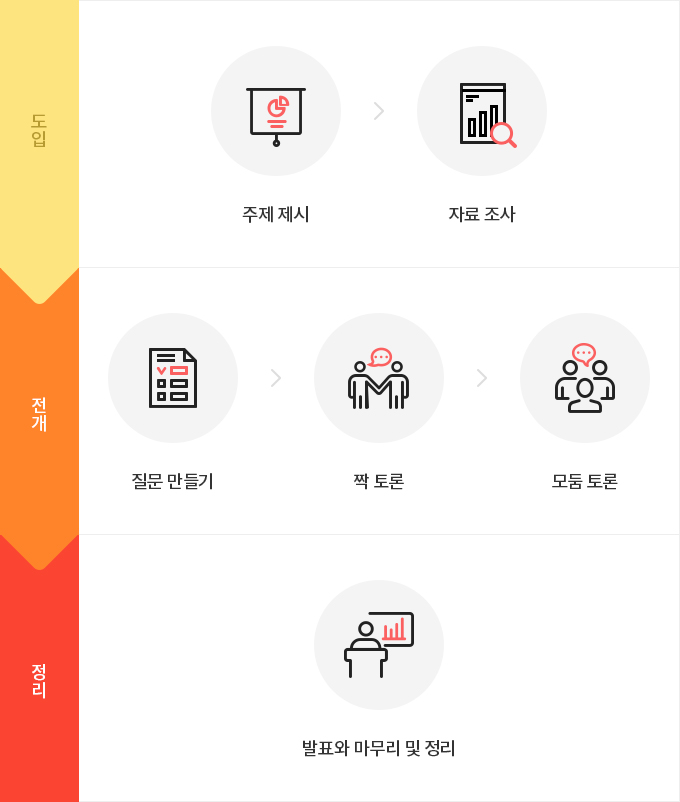 도입
주제 제시
자료 조사
전개
질문 만들기
짝 토론
모둠 토론
정리
발표와 마무리 및 정리